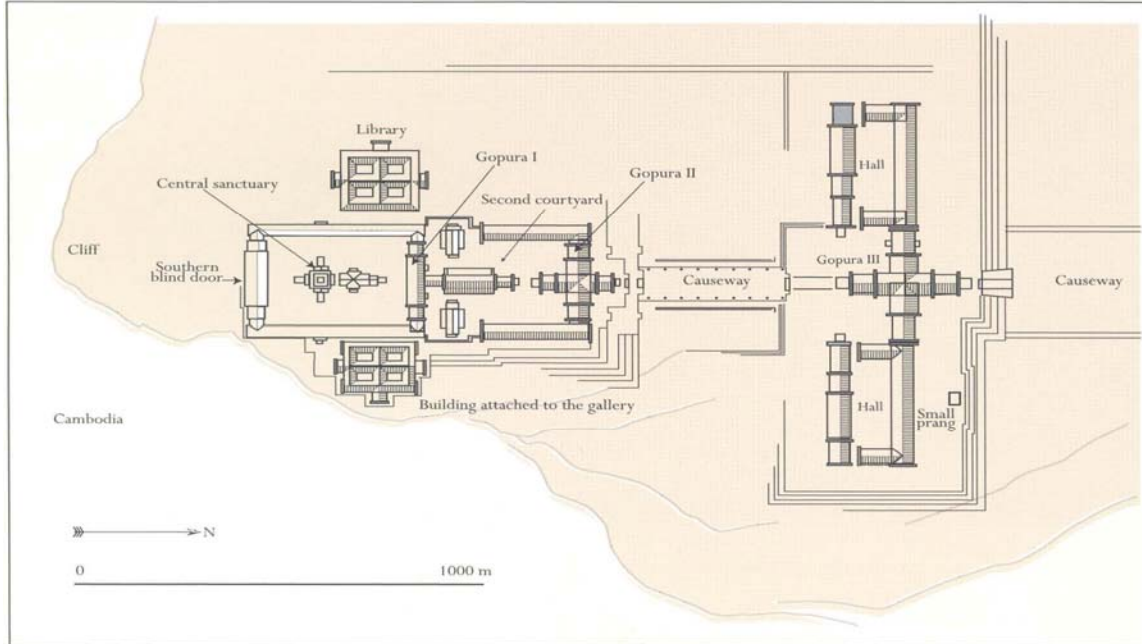 Library
Gopura I
Hall
Central sanctuary
Gopura II
Second courtyard
Cliff
Southern
blind door
Gopura III
Causeway
Causeway
Hall
Building attached to the gallery
Small
prang
Cambodia
N
0
1000 m